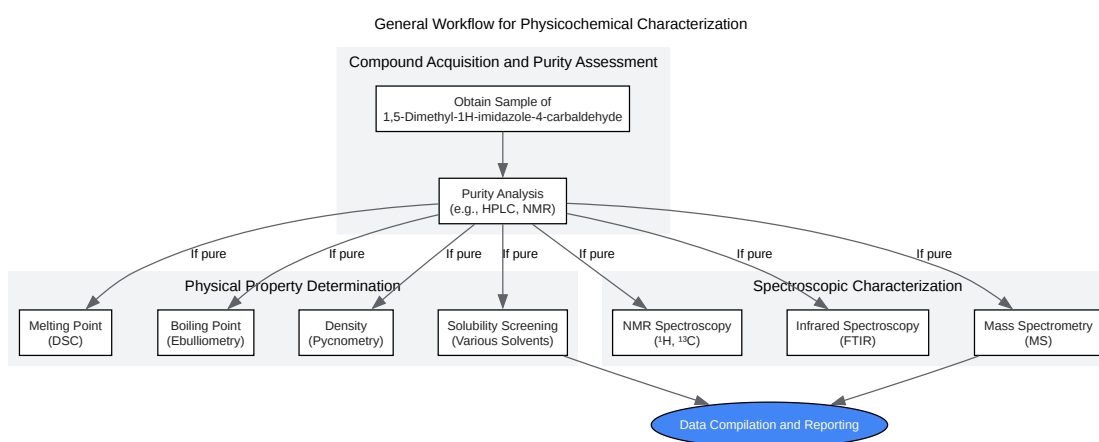 General Workflow for Physicochemical Characterization
Compound Acquisition and Purity Assessment
Obtain Sample of
1,5-Dimethyl-1H-imidazole-4-carbaldehyde
Purity Analysis
(e.g., HPLC, NMR)
If pure
If pure
If pure
If pure
If pure
If pure
If pure
Physical Property Determination
Spectroscopic Characterization
Melting Point
(DSC)
Boiling Point
(Ebulliometry)
Density
(Pycnometry)
Solubility Screening
(Various Solvents)
NMR Spectroscopy
(¹H, ¹³C)
Infrared Spectroscopy
(FTIR)
Mass Spectrometry
(MS)
Data Compilation and Reporting